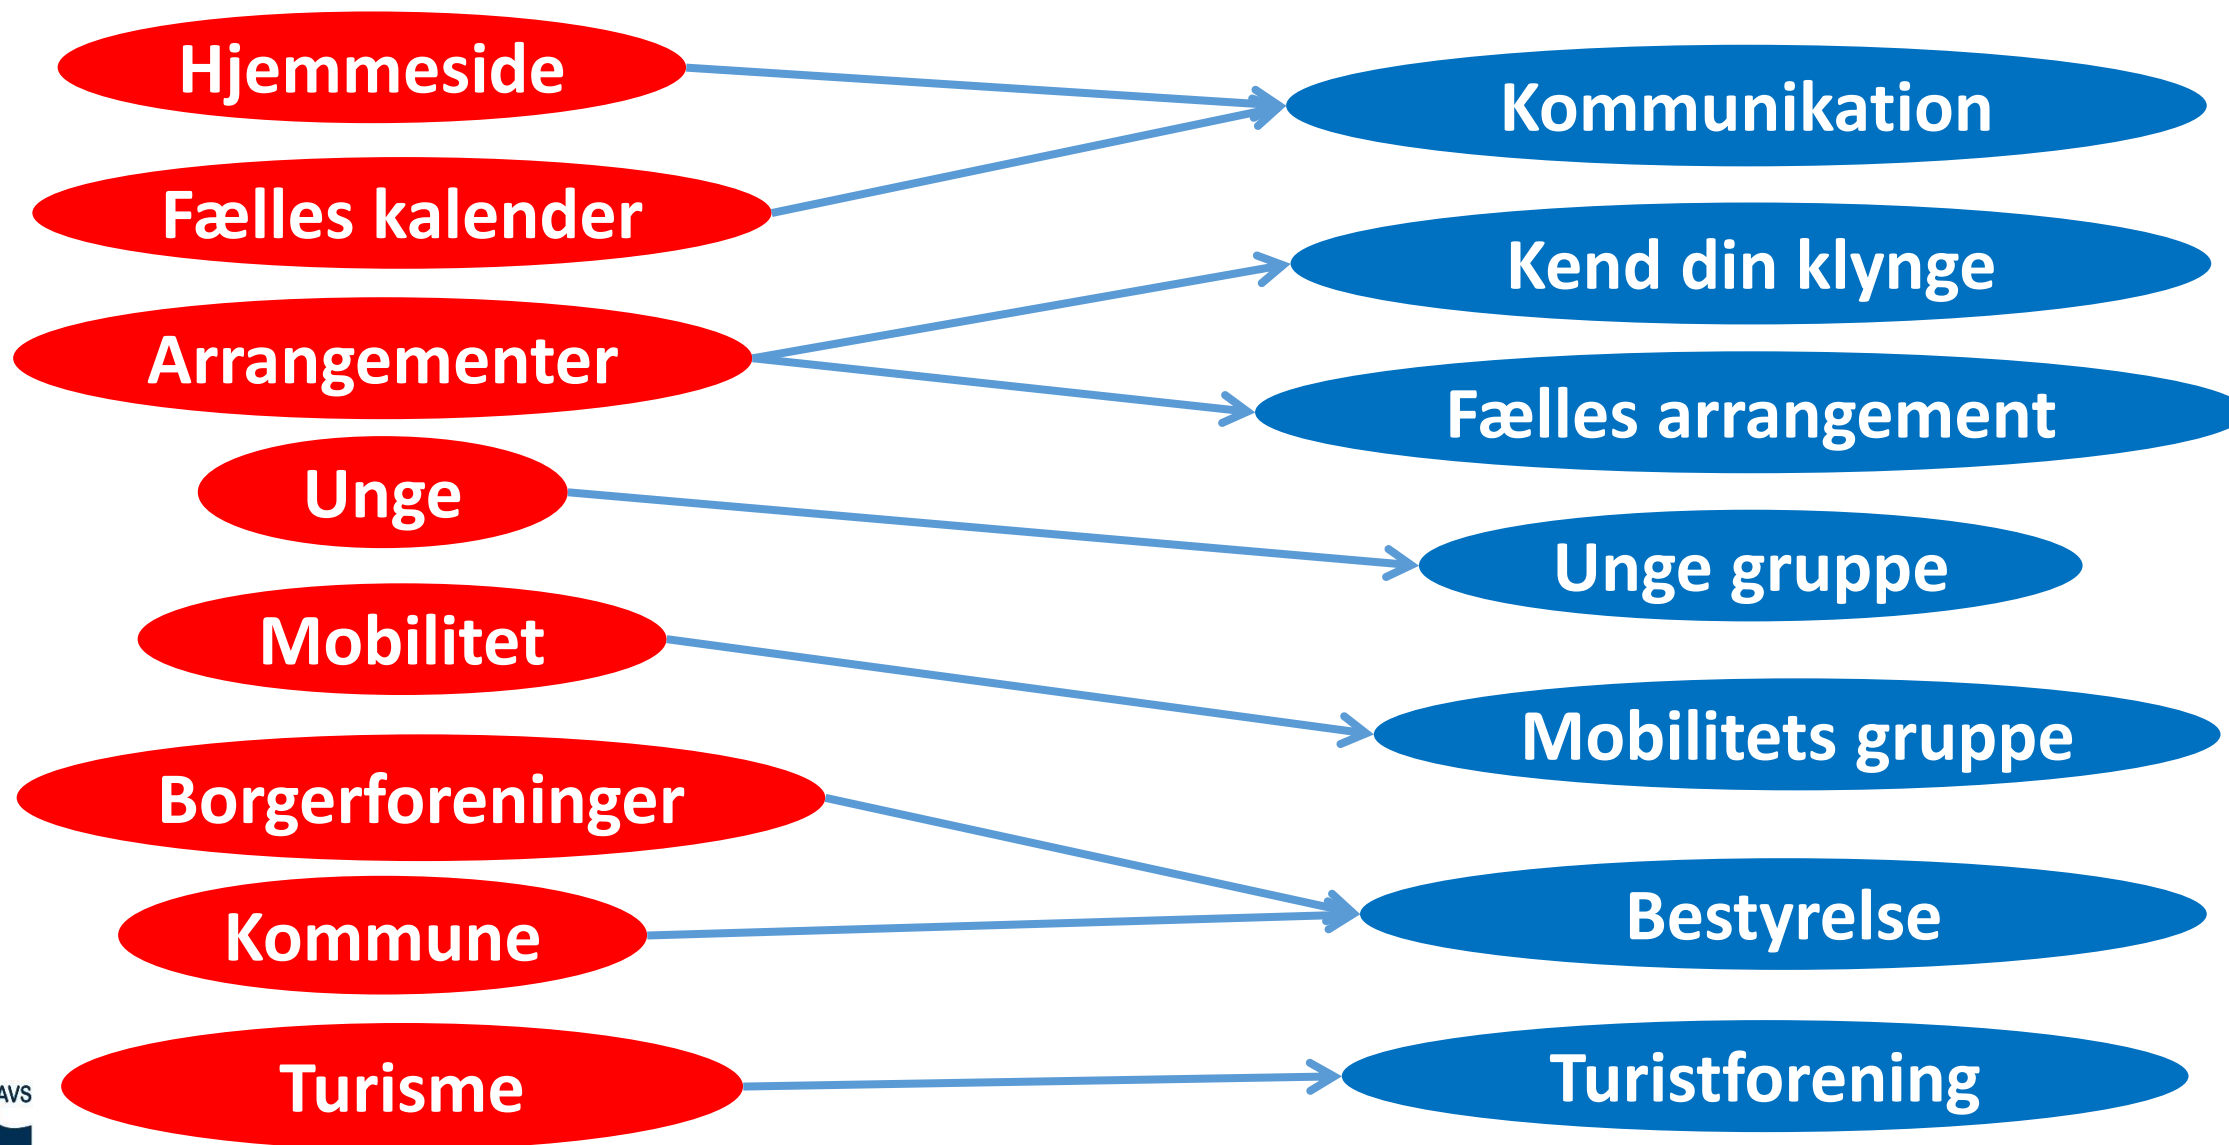 Hjemmeside
Fælles kalender
Arrangementer
Unge
Mobilitet
Borgerforeninger
Kommune
Turisme
Kommunikation
Kend din klynge
Fælles arrangement
Unge gruppe
Mobilitets gruppe
Bestyrelse
Turistforening